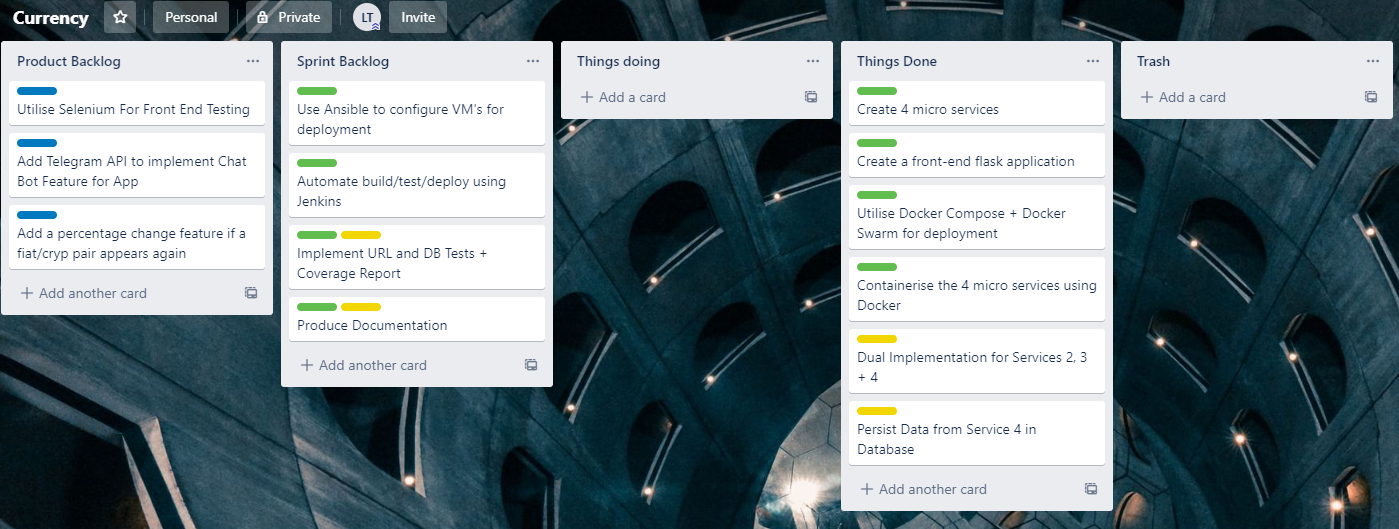 Currency
Personal
Private
LT
Invite
Product Backlog
Utilise Selenium For Front End Testing
Add Telegram API to implement Chat
Bot Feature for App
Add a percentage change feature if a
fiat/cryp pair appears again
Add another card
Sprint Backlog
Use Ansible to configure VM's for
deployment
Automate build/test/deploy using
Jenkins
Implement URL and DB Tests +
Coverage Report
Produce Documentation
Add another card
Things doing
Add a card
Things Done
Create 4 micro services
Create a front-end flask application
Utilise Docker Compose + Docker
Swarm for deployment
Containerise the 4 micro services using
Docker
Dual Implementation for Services 2, 3
+ 4
Persist Data from Service 4 in
Database
Add another card
Trash
Add a card